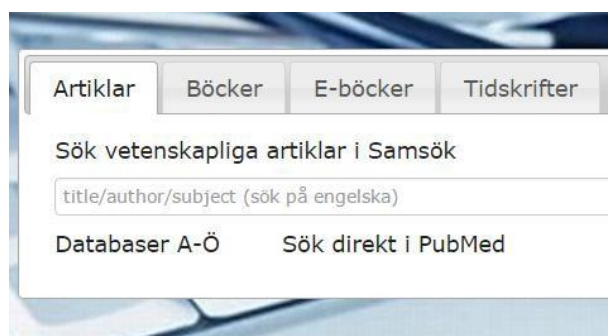 Artiklar Böcker E-böcker Tidskrifter
Sök vetenskapliga artiklar i Samsök
title/author/subject (sök på engelska)
Databaser A-Ö Sök direkt i PubMed